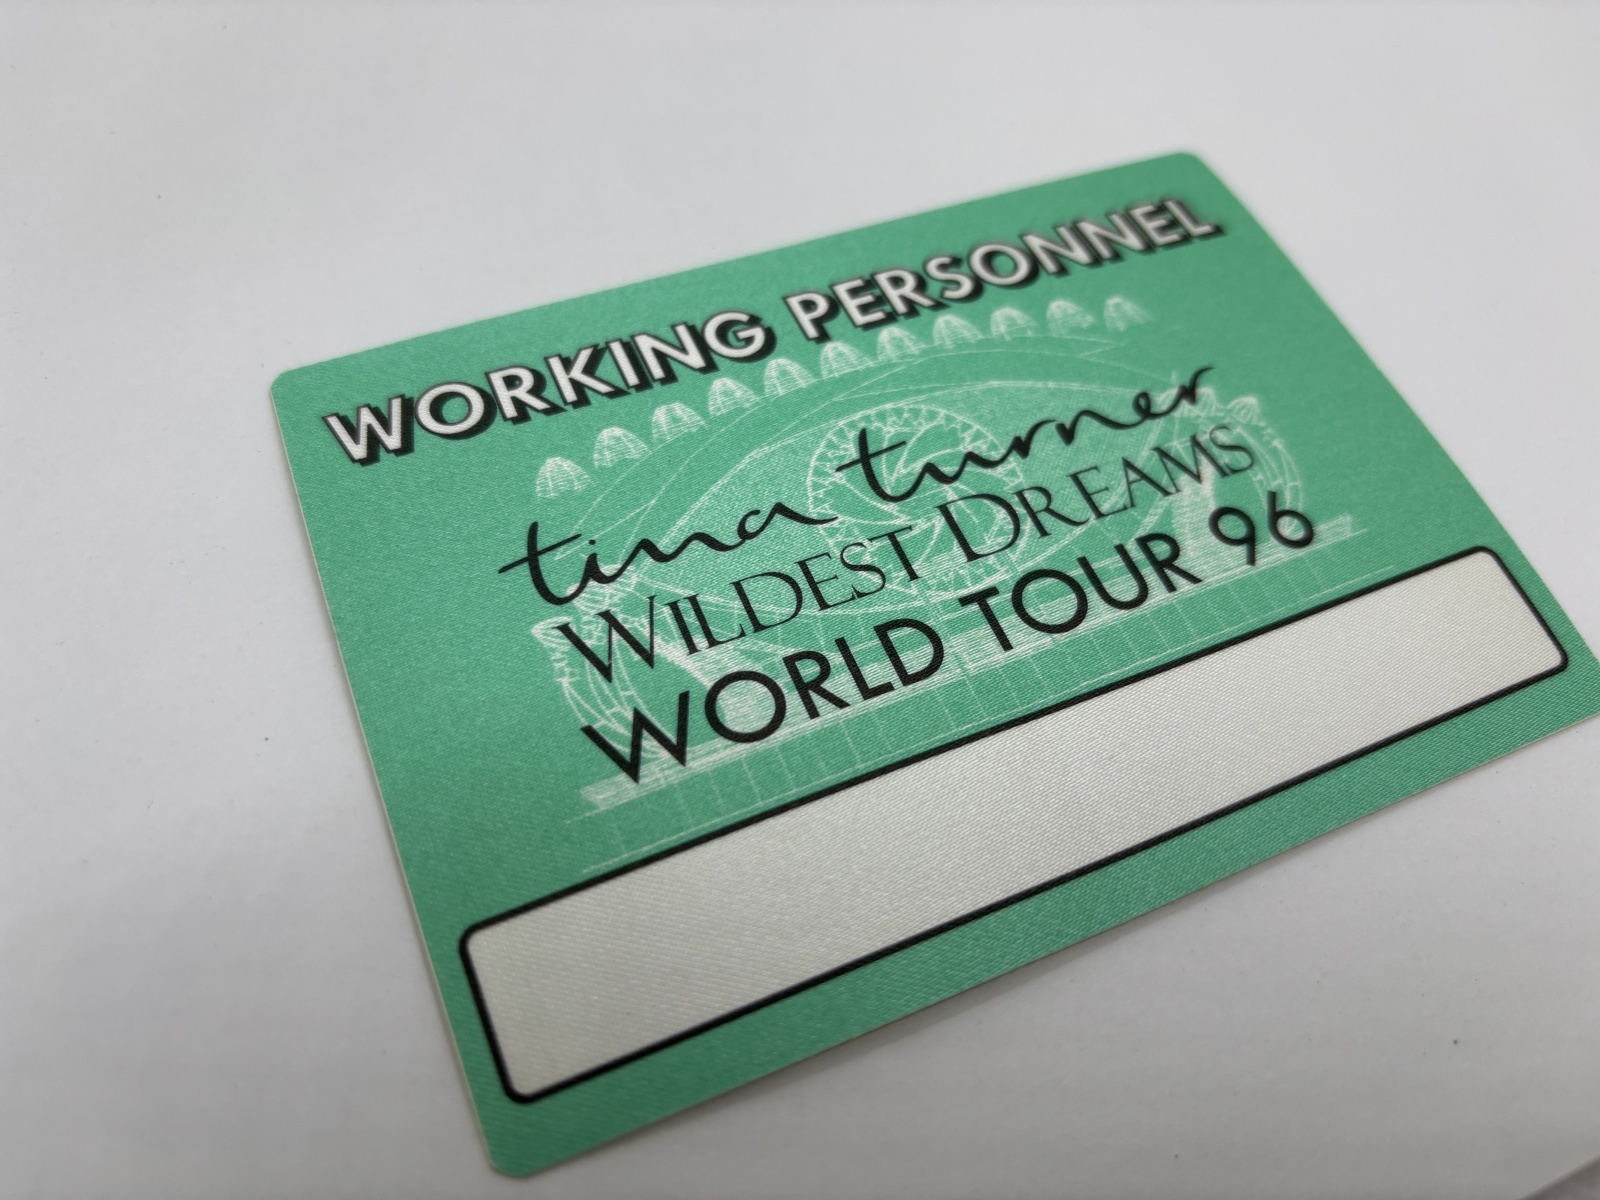 WORKING PERSONNEL
tina turner
WILDEST DREAMS
WORLD TOUR 96